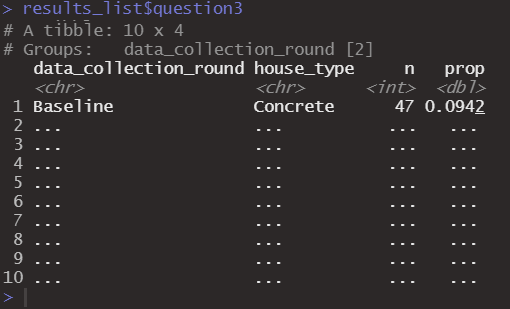 > results_list$question3
# A tibble: 10 x 4
# Groups:   data_collection_round [2]
   data_collection_round house_type     n   prop
   <chr>                 <chr>      <int>  <dbl>
 1 Baseline              Concrete      47 0.0942
 2 ...                   ...          ...    ...
 3 ...                   ...          ...    ...
 4 ...                   ...          ...    ...
 5 ...                   ...          ...    ...
 6 ...                   ...          ...    ...
 7 ...                   ...          ...    ...
 8 ...                   ...          ...    ...
 9 ...                   ...          ...    ...
10 ...                   ...          ...    ...
>